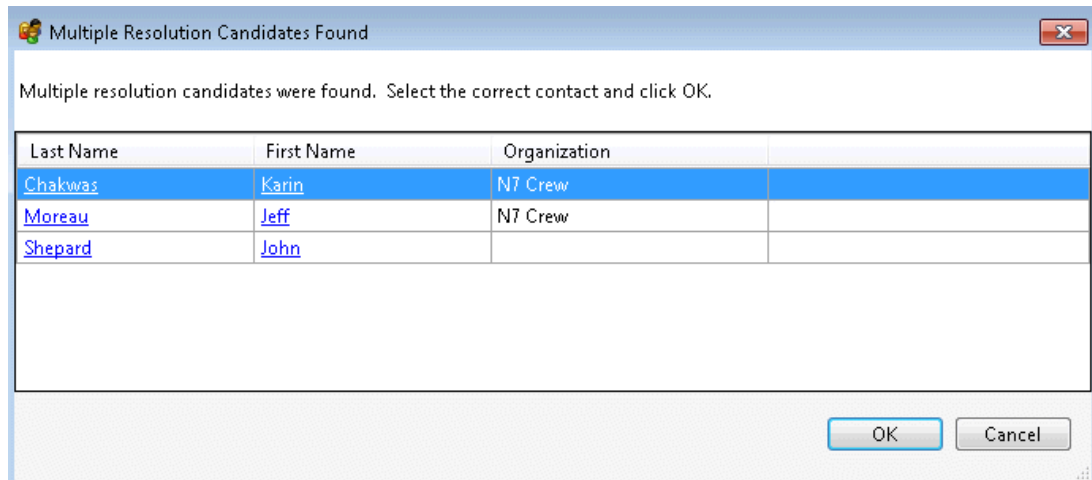 Multiple Resolution Candidates Found
Multiple resolution candidates were found. Select the correct contact and click OK.
Last Name First Name Organization
Chakwas Karin N7 Crew
Moreau Jeff N7 Crew
Shepard John
OK Cancel